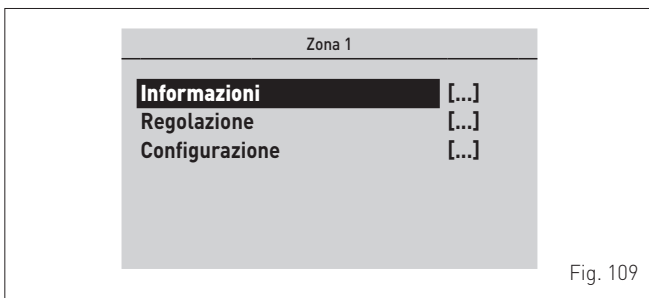 Zona 1
Informazioni [...]
Regolazione [...]
Configurazione [...]
Fig. 109